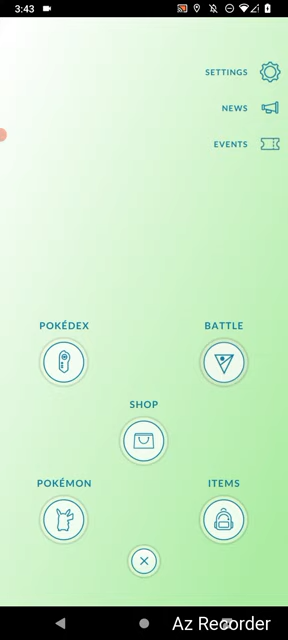 3:43
SETTINGS
NEWS
EVENTS
POKÉDEX
BATTLE
SHOP
POKÉMON
ITEMS
Az Recorder